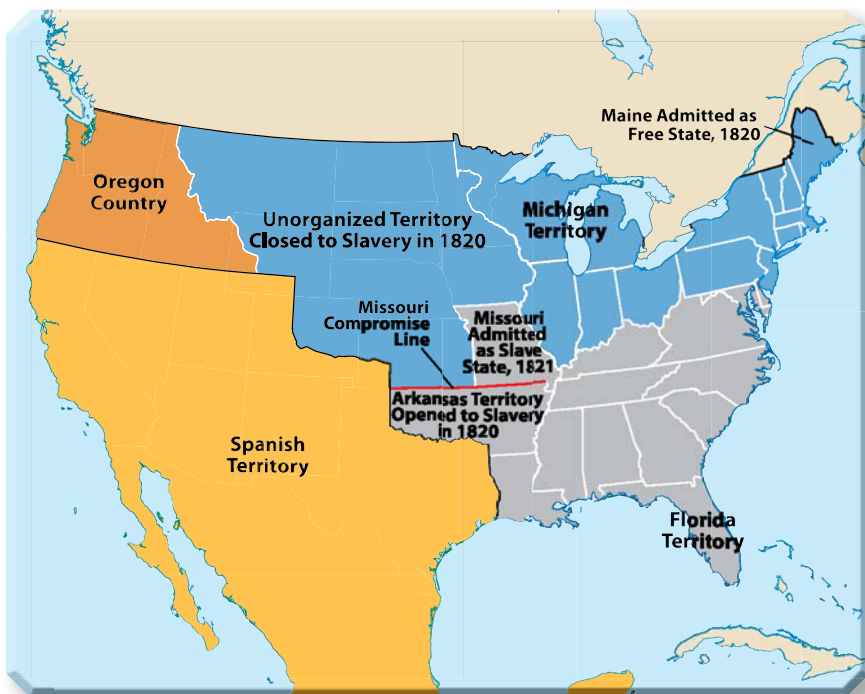 Maine Admitted as
Free State, 1820
Oregon
Country
Unorganized Territory
Closed to Slavery in 1820
Michigan
Territory
Missouri
Compromise
Line
Missouri
Admitted
as Slave
State, 1821
Arkansas Territory
Opened to Slavery
in 1820
Spanish
Territory
Florida
Territory